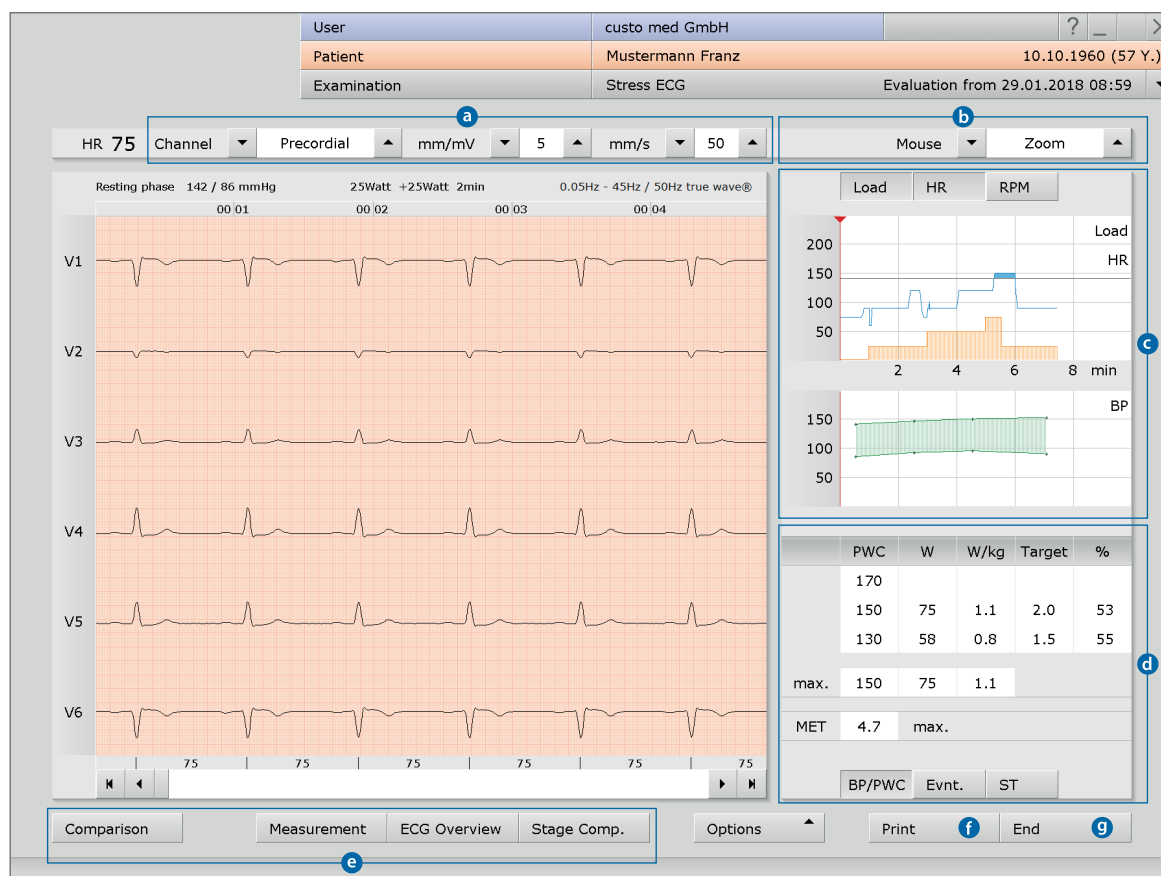 User custo med GmbH ? _ X
Patient Mustermann Franz 10.10.1960 (57 Y.)
Examination Stress ECG Evaluation from 29.01.2018 08:59
a
b
HR 75 Channel Precordial mm/mV 5 mm/s 50
Mouse Zoom
Resting phase 142 / 86 mmHg 25Watt +25Watt 2min 0.05Hz - 45Hz / 50Hz true wave®
00 01 00 02 00 03 00 04
V1
V2
V3
V4
V5
V6
75 75 75 75 75 75
Load HR RPM
Load
HR
200
150
100
50
2 4 6 8 min
c
BP
150
100
50
PWC W W/kg Target %
170
150 75 1.1 2.0 53
130 58 0.8 1.5 55
d
max. 150 75 1.1
MET 4.7 max.
BP/PWC Evnt. ST
Comparison Measurement ECG Overview Stage Comp. Options Print f End g
e